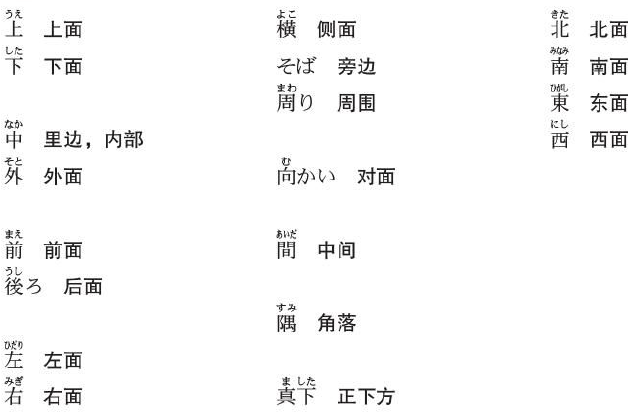 うえ
上 上面
した
下 下面
なか
中 里边，内部
そと
外 外面
まえ
前 前面
うし
後ろ 后面
ひだり
左 左面
みぎ
右 右面
よこ
横 侧面
そば 旁边
まわ
周り 周围
む
向かい 对面
あいだ
間 中间
すみ
隅 角落
ま した
真下 正下方
きた
北 北面
みなみ
南 南面
ひがし
東 东面
にし
西 西面